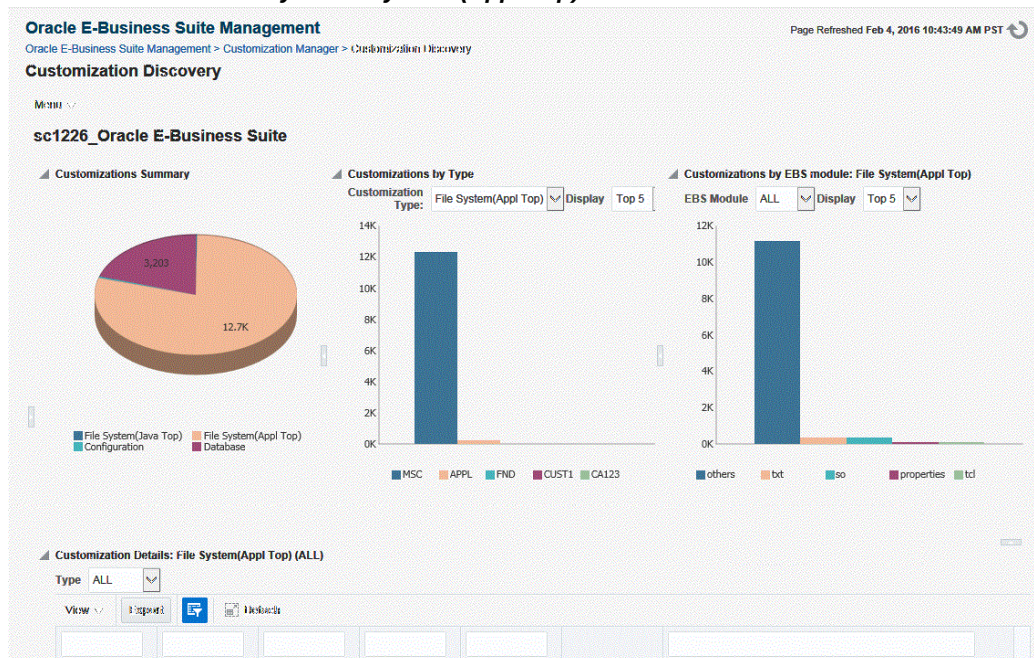 Oracle E-Business Suite Management
Page Refreshed Feb 4, 2016 10:43:49 AM PST
Oracle E-Business Suite Management > Customization Manager > Customization Discovery
Customization Discovery
Menu
sc1226_Oracle E-Business Suite
Customizations Summary
3,203
12.7K
File System(Java Top) File System(Appl Top)
Configuration Database
Customizations by Type
Customization Type: File System(Appl Top) Display Top 5
14K
12K
10K
8K
6K
4K
2K
0K
MSC APPL FND CUST1 CA123
Customizations by EBS module: File System(Appl Top)
EBS Module ALL Display Top 5
12K
10K
8K
6K
4K
2K
0K
others txt so properties tcl
Customization Details: File System(Appl Top) (ALL)
Type ALL
View Export Detach